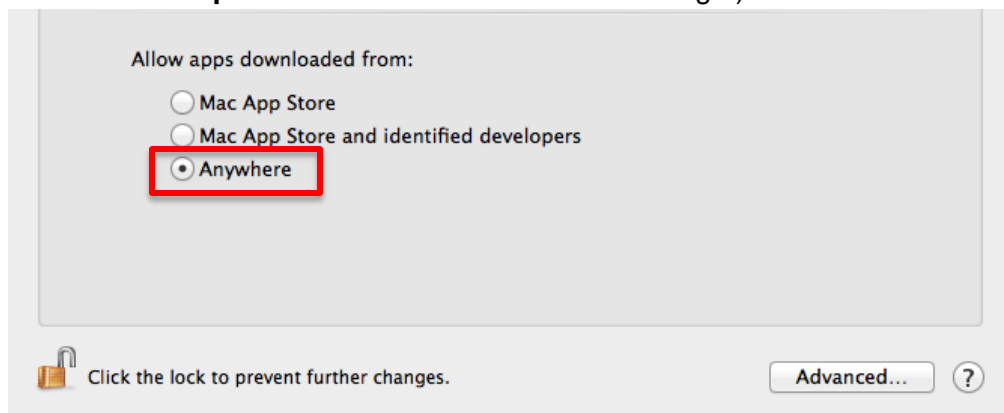 Allow apps downloaded from:
Mac App Store
Mac App Store and identified developers
Anywhere
Click the lock to prevent further changes. Advanced... ?